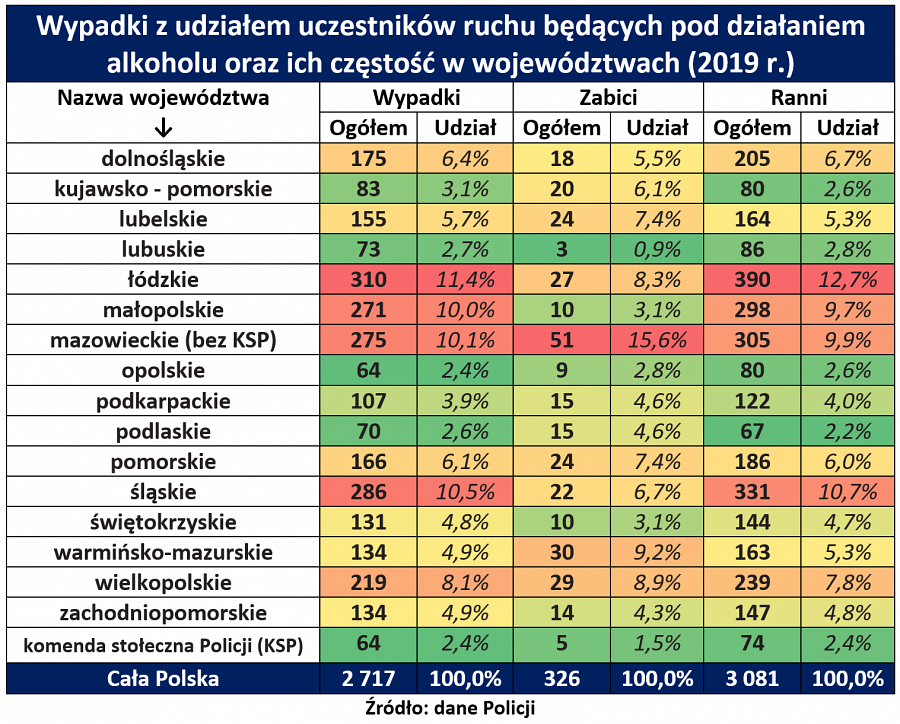 Wypadki z udziałem uczestników ruchu będących pod działaniem
alkoholu oraz ich częstość w województwach (2019 r.)
Nazwa województwa Wypadki Zabici Ranni
↓ Ogółem Udział Ogółem Udział Ogółem Udział
dolnośląskie 175 6,4% 18 5,5% 205 6,7%
kujawsko - pomorskie 83 3,1% 20 6,1% 80 2,6%
lubelskie 155 5,7% 24 7,4% 164 5,3%
lubuskie 73 2,7% 3 0,9% 86 2,8%
łódzkie 310 11,4% 27 8,3% 390 12,7%
małopolskie 271 10,0% 10 3,1% 298 9,7%
mazowieckie (bez KSP) 275 10,1% 51 15,6% 305 9,9%
opolskie 64 2,4% 9 2,8% 80 2,6%
podkarpackie 107 3,9% 15 4,6% 122 4,0%
podlaskie 70 2,6% 15 4,6% 67 2,2%
pomorskie 166 6,1% 24 7,4% 186 6,0%
śląskie 286 10,5% 22 6,7% 331 10,7%
świętokrzyskie 131 4,8% 10 3,1% 144 4,7%
warmińsko-mazurskie 134 4,9% 30 9,2% 163 5,3%
wielkopolskie 219 8,1% 29 8,9% 239 7,8%
zachodniopomorskie 134 4,9% 14 4,3% 147 4,8%
komenda stołeczna Policji (KSP) 64 2,4% 5 1,5% 74 2,4%
Cała Polska 2 717 100,0% 326 100,0% 3 081 100,0%
Źródło: dane Policji